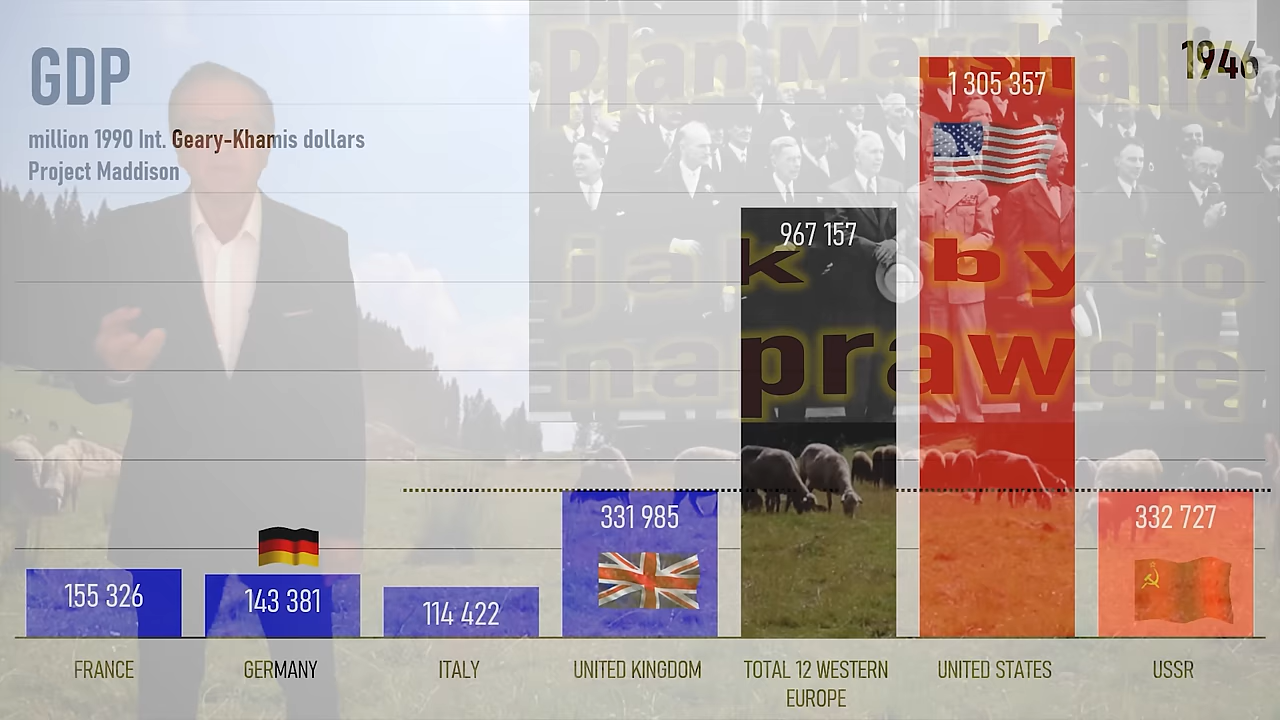 GDP
million 1990 Int. Geary-Khamis dollars
Project Maddison
1946
Plan Marshalla
jak było
naprawdę
1 305 357
967 157
331 985
332 727
155 326
143 381
114 422
FRANCE
GERMANY
ITALY
UNITED KINGDOM
TOTAL 12 WESTERN
EUROPE
UNITED STATES
USSR